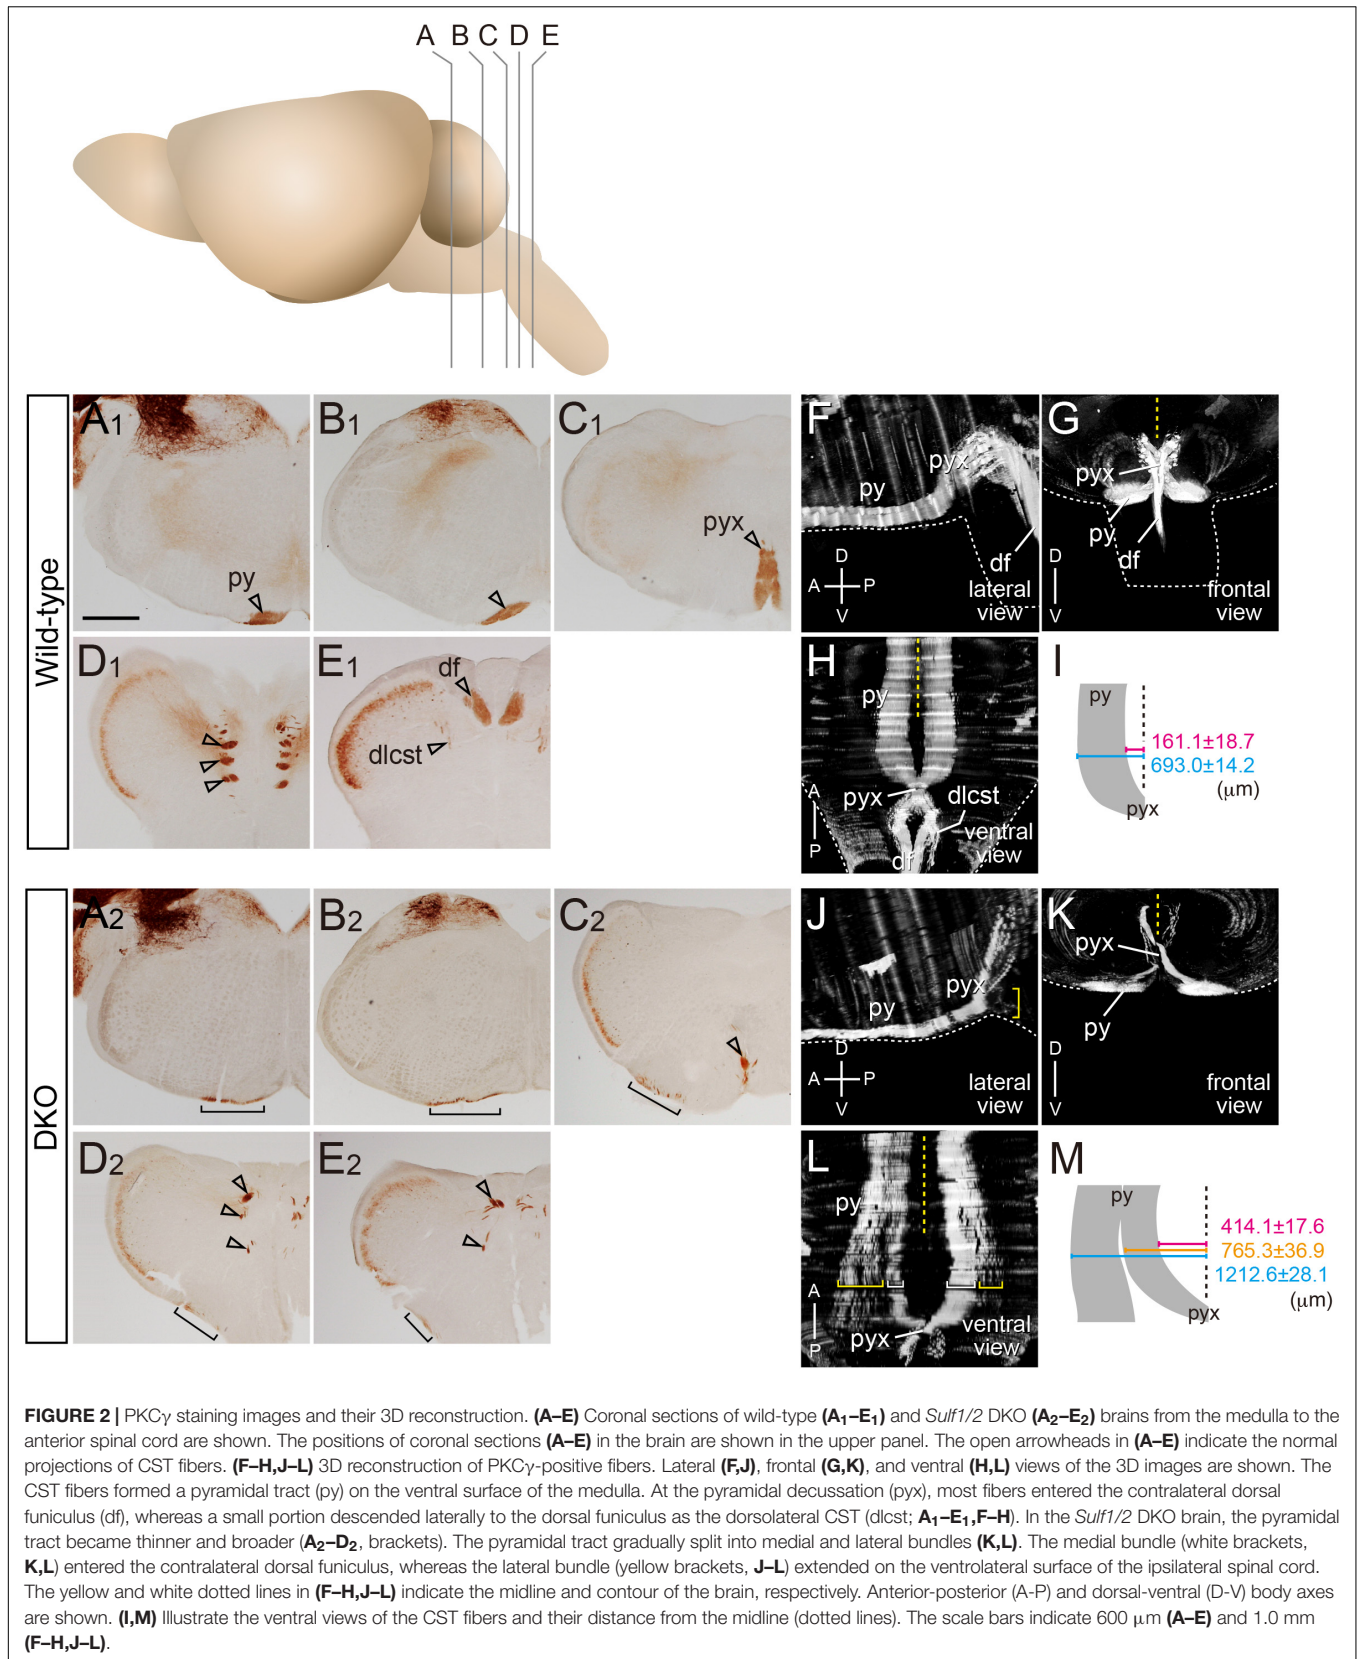 A B C D E
Wild-type
A1
py
B1
C1
pyx
D1
E1
df
dlcst
F
pyx
py
df
D
A P
V
lateral
view
G
pyx
py
df
D
V
frontal
view
H
py
pyx
dlcst
df
A
P
ventral
view
I
py
161.1±18.7
693.0±14.2
(μm)
pyx
DKO
A2
B2
C2
D2
E2
J
pyx
py
D
A P
V
lateral
view
K
pyx
py
D
V
frontal
view
L
py
pyx
A
P
ventral
view
M
py
414.1±17.6
765.3±36.9
1212.6±28.1
(μm)
pyx
FIGURE 2 | PKCγ staining images and their 3D reconstruction. (A–E) Coronal sections of wild-type (A1–E1) and Sulf1/2 DKO (A2–E2) brains from the medulla to the
anterior spinal cord are shown. The positions of coronal sections (A–E) in the brain are shown in the upper panel. The open arrowheads in (A–E) indicate the normal
projections of CST fibers. (F–H,J–L) 3D reconstruction of PKCγ-positive fibers. Lateral (F,J), frontal (G,K), and ventral (H,L) views of the 3D images are shown. The
CST fibers formed a pyramidal tract (py) on the ventral surface of the medulla. At the pyramidal decussation (pyx), most fibers entered the contralateral dorsal
funiculus (df), whereas a small portion descended laterally to the dorsal funiculus as the dorsolateral CST (dlcst; A1–E1,F–H). In the Sulf1/2 DKO brain, the pyramidal
tract became thinner and broader (A2–D2, brackets). The pyramidal tract gradually split into medial and lateral bundles (K,L). The medial bundle (white brackets,
K,L) entered the contralateral dorsal funiculus, whereas the lateral bundle (yellow brackets, J–L) extended on the ventrolateral surface of the ipsilateral spinal cord.
The yellow and white dotted lines in (F–H,J–L) indicate the midline and contour of the brain, respectively. Anterior-posterior (A-P) and dorsal-ventral (D-V) body axes
are shown. (I,M) Illustrate the ventral views of the CST fibers and their distance from the midline (dotted lines). The scale bars indicate 600 μm (A–E) and 1.0 mm
(F–H,J–L).